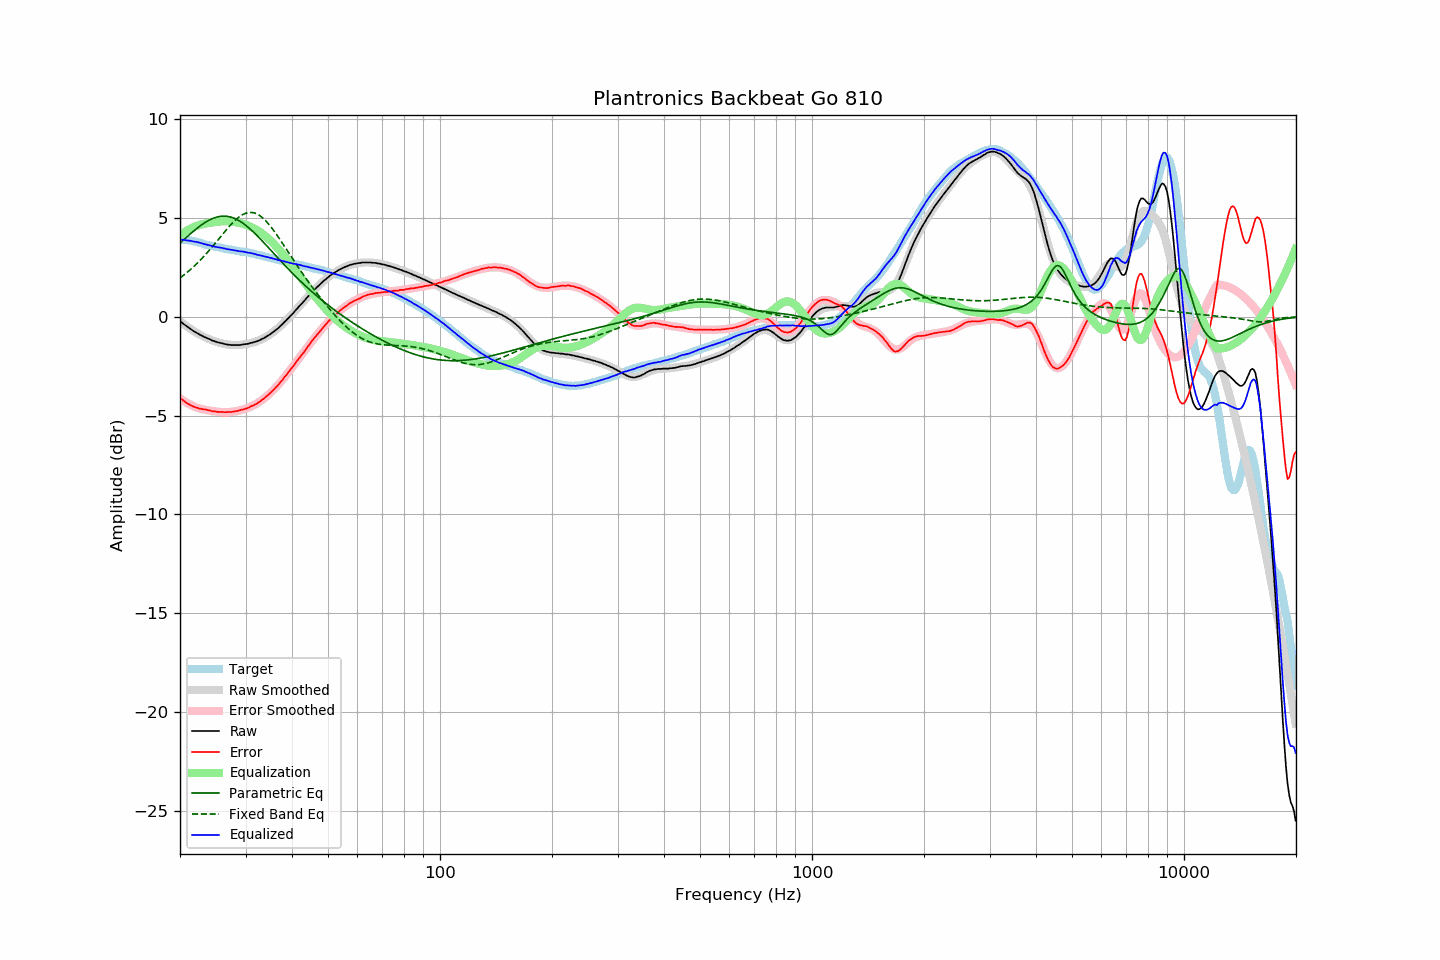 Plantronics Backbeat Go 810
10
5
0
−5
−10
−15
−20
−25
Amplitude (dBr)
Target
Raw Smoothed
Error Smoothed
Raw
Error
Equalization
Parametric Eq
Fixed Band Eq
Equalized
100
1000
10000
Frequency (Hz)